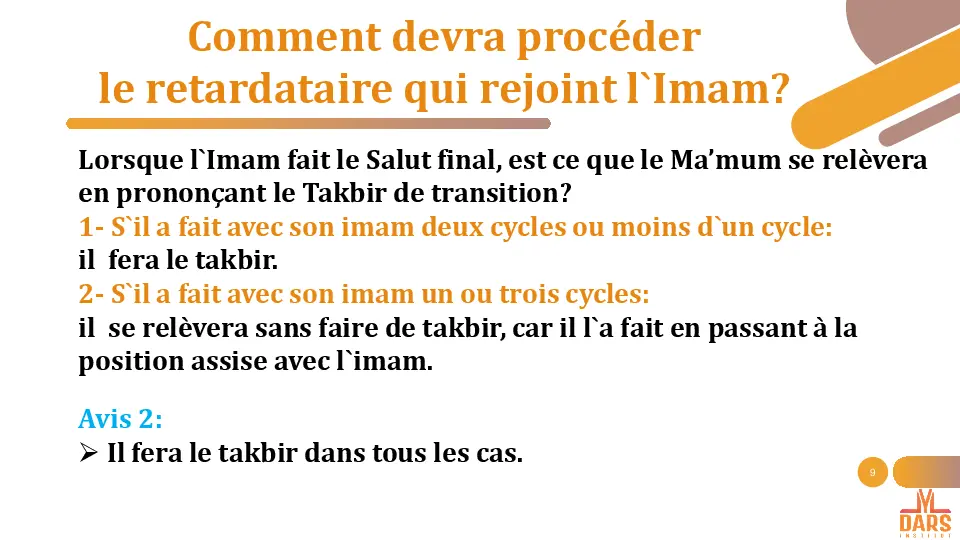 Comment devra procéder
le retardataire qui rejoint l`Imam?
Lorsque l`Imam fait le Salut final, est ce que le Ma’mum se relèvera
en prononçant le Takbir de transition?
1- S`il a fait avec son imam deux cycles ou moins d`un cycle:
il  fera le takbir.
2- S`il a fait avec son imam un ou trois cycles:
il  se relèvera sans faire de takbir, car il l`a fait en passant à la
position assise avec l`imam.
Avis 2:
➢ Il fera le takbir dans tous les cas.
9
DARS
INSTITUT